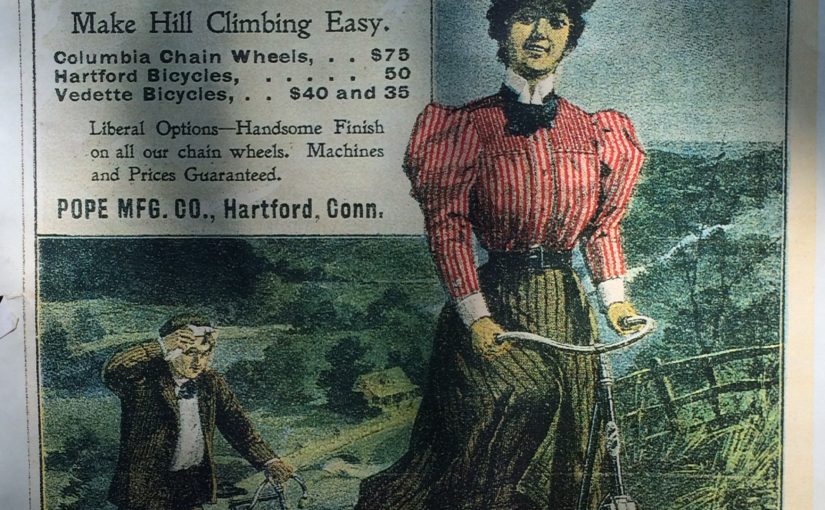 Make Hill Climbing Easy.
Columbia Chain Wheels, . . $75
Hartford Bicycles, . . . . . 50
Vedette Bicycles, . . $40 and 35
Liberal Options—Handsome Finish
on all our chain wheels. Machines
and Prices Guaranteed.
POPE MFG. CO., Hartford, Conn.